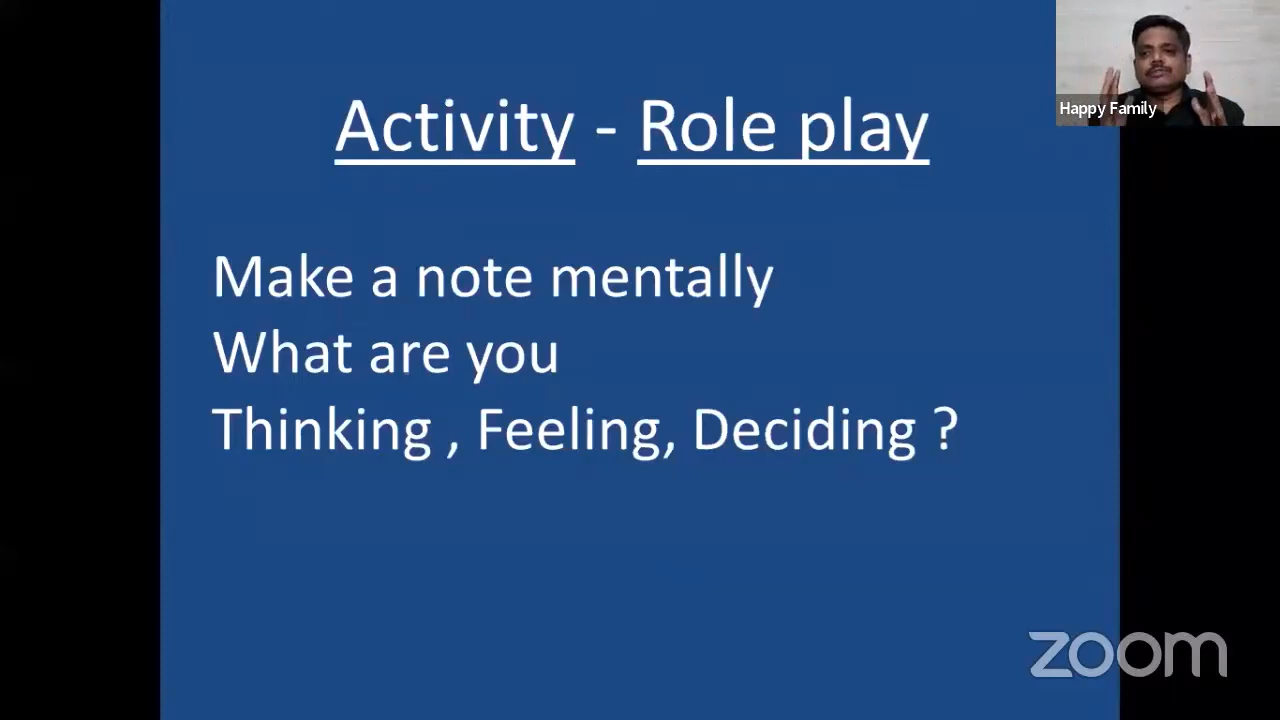 Activity - Role play
Happy Family
Make a note mentally
What are you
Thinking , Feeling, Deciding ?
zoom